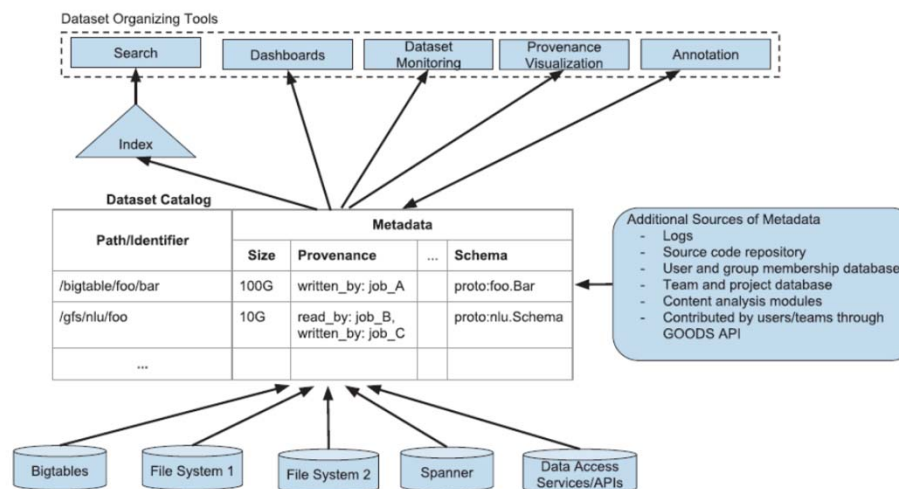 Dataset Organizing Tools
Search
Dashboards
Dataset
Monitoring
Provenance
Visualization
Annotation
Index
Dataset Catalog
Path/Identifier
Metadata
Size
Provenance
...
Schema
/bigtable/foo/bar
100G
written_by: job_A
proto:foo.Bar
/gfs/nlu/foo
10G
read_by: job_B,
written_by: job_C
proto:nlu.Schema
...
Additional Sources of Metadata
- Logs
- Source code repository
- User and group membership database
- Team and project database
- Content analysis modules
- Contributed by users/teams through
GOODS API
Bigtables
File System 1
File System 2
Spanner
Data Access
Services/APIs